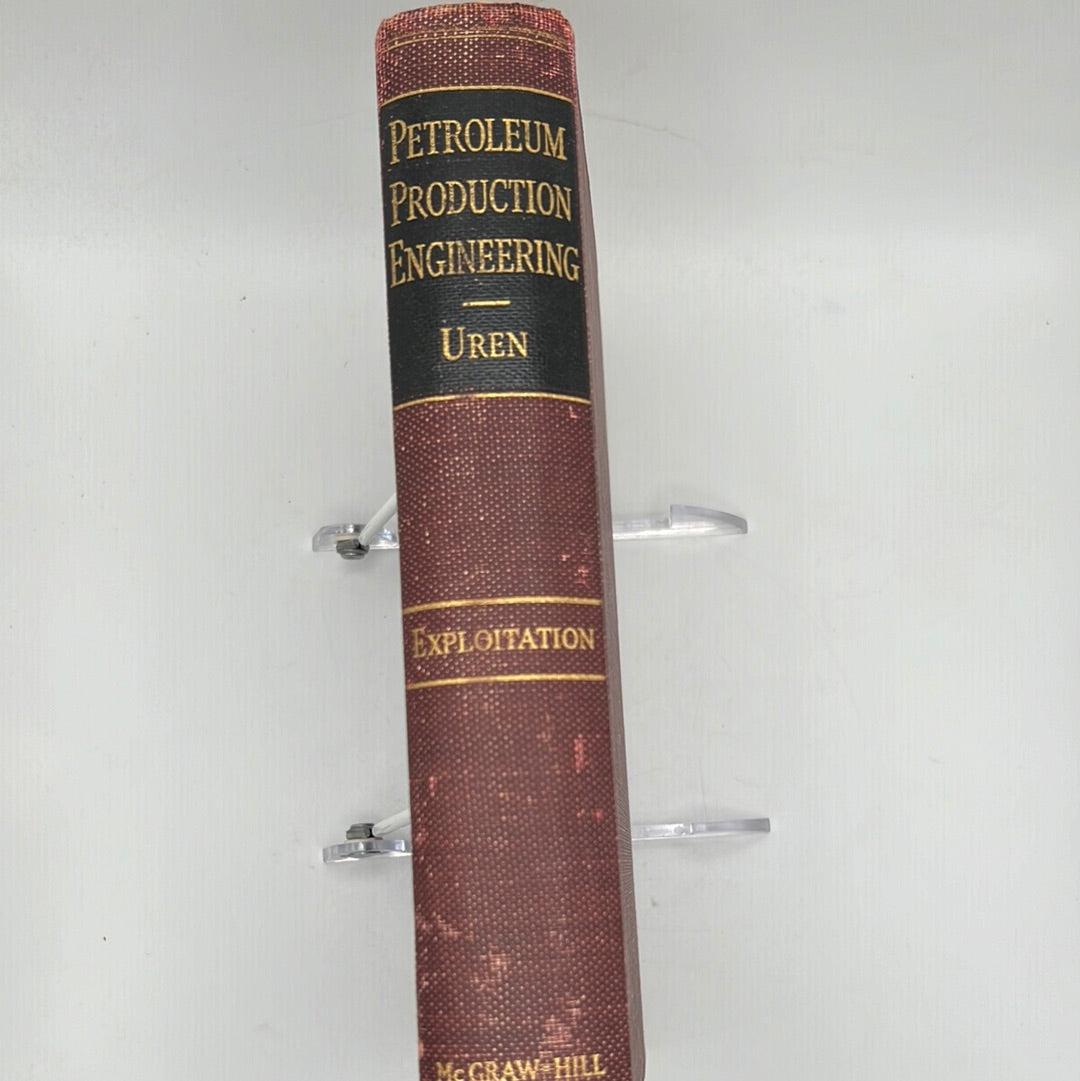 PETROLEUM
PRODUCTION
ENGINEERING
UREN
EXPLOITATION
MCGRAW-HILL